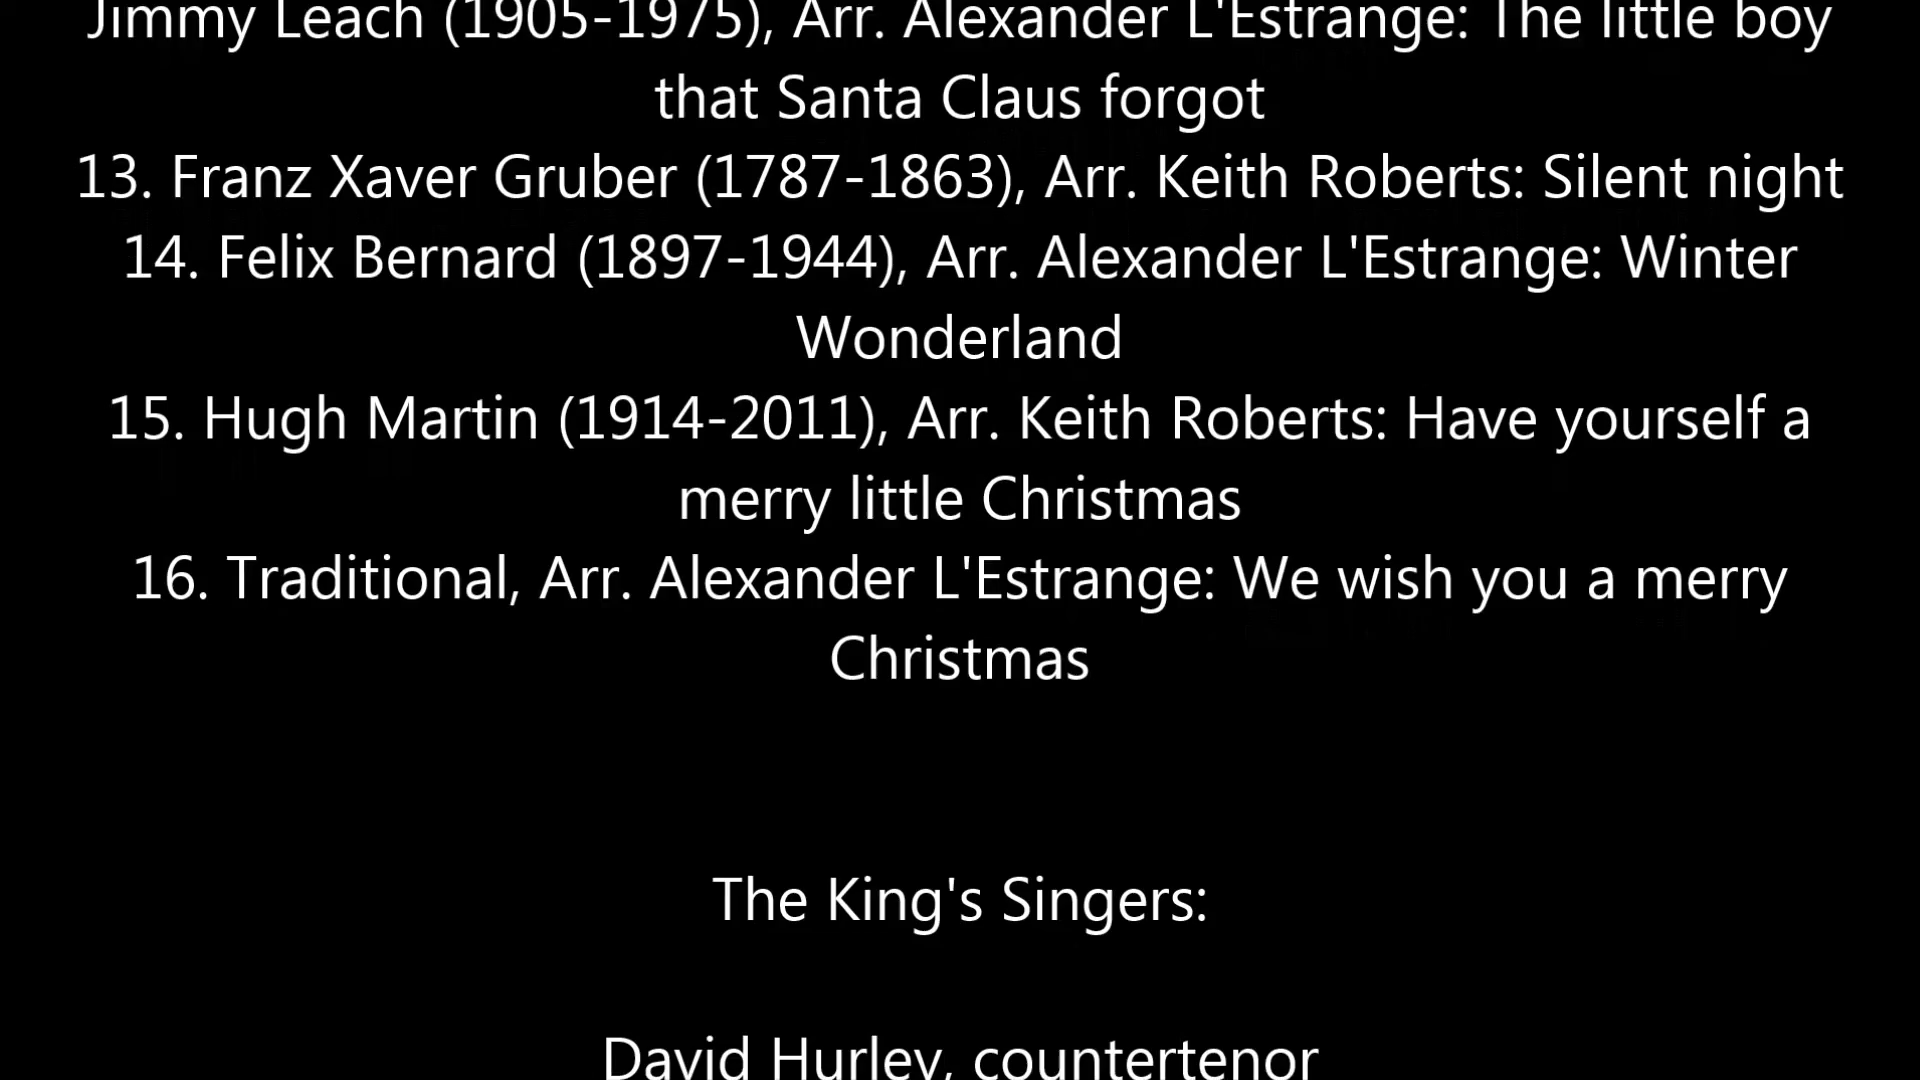 Jimmy Leach (1905-1975), Arr. Alexander L'Estrange: The little boy
that Santa Claus forgot
13. Franz Xaver Gruber (1787-1863), Arr. Keith Roberts: Silent night
14. Felix Bernard (1897-1944), Arr. Alexander L'Estrange: Winter
Wonderland
15. Hugh Martin (1914-2011), Arr. Keith Roberts: Have yourself a
merry little Christmas
16. Traditional, Arr. Alexander L'Estrange: We wish you a merry
Christmas
The King's Singers:
David Hurley, countertenor